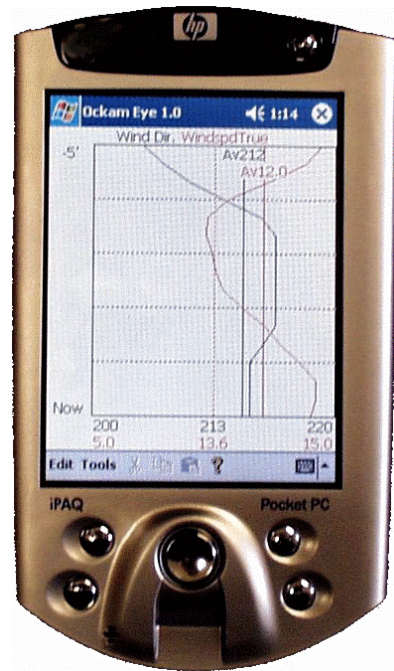 hp
Ockam Eye 1.0 1:14
Wind Dir. WindspdTrue
-5' Av212
Av12.0
Now
200 213 220
5.0 13.6 15.0
Edit Tools ?
iPAQ Pocket PC